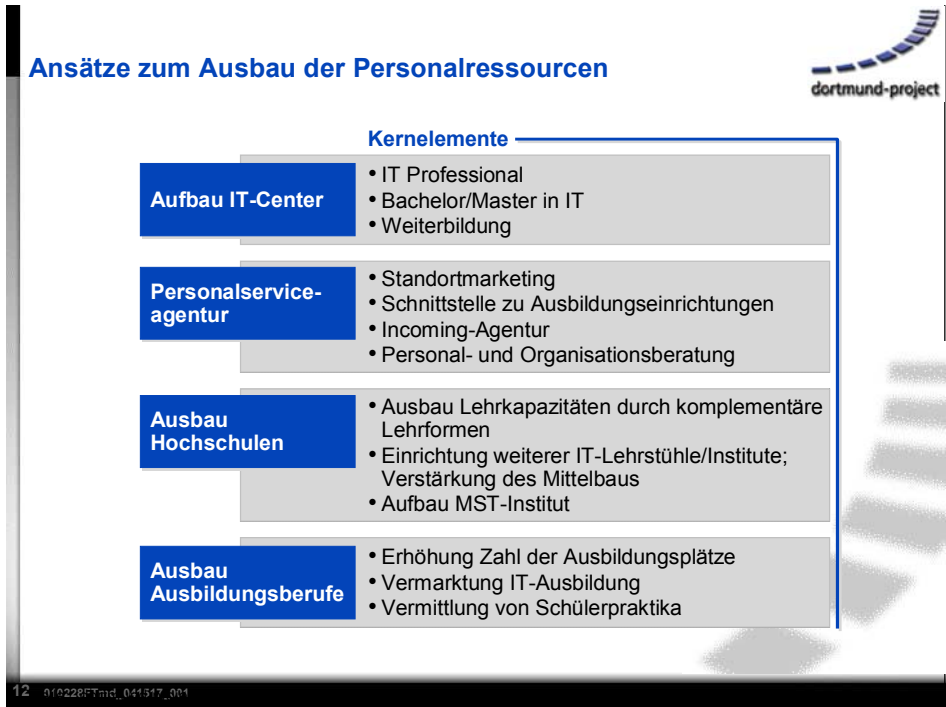 Ansätze zum Ausbau der Personalressourcen
dortmund-project
Kernelemente
Aufbau IT-Center
• IT Professional
• Bachelor/Master in IT
• Weiterbildung
Personalservice-
agentur
• Standortmarketing
• Schnittstelle zu Ausbildungseinrichtungen
• Incoming-Agentur
• Personal- und Organisationsberatung
Ausbau
Hochschulen
• Ausbau Lehrkapazitäten durch komplementäre
Lehrformen
• Einrichtung weiterer IT-Lehrstühle/Institute;
Verstärkung des Mittelbaus
• Aufbau MST-Institut
Ausbau
Ausbildungsberufe
• Erhöhung Zahl der Ausbildungsplätze
• Vermarktung IT-Ausbildung
• Vermittlung von Schülerpraktika
12